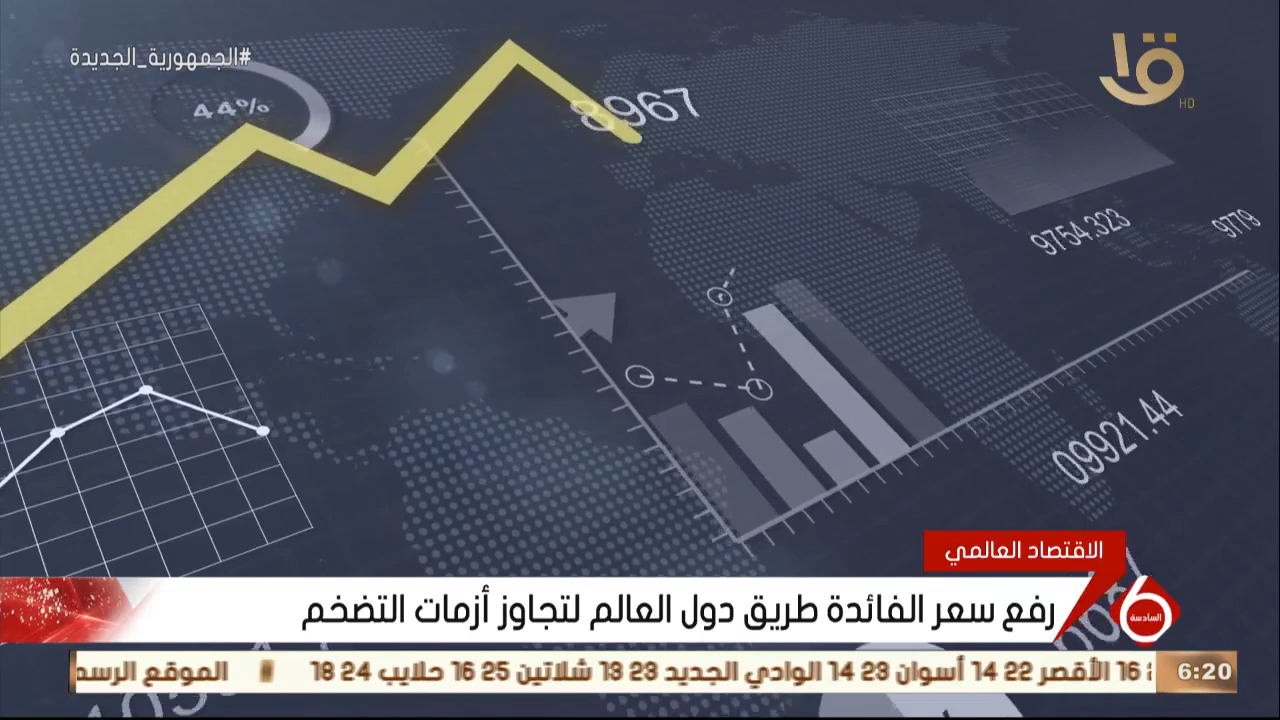 #الجمهورية_الجديدة
HD
44%
8967
9754.323
9779
09921.44
الاقتصاد العالمي
رفع سعر الفائدة طريق دول العالم لتجاوز أزمات التضخم
6
السادسة
6:20
16 الأقصر 22 14 أسوان 23 14 الوادي الجديد 23 13 شلاتين 25 16 حلايب 24 18
الموقع